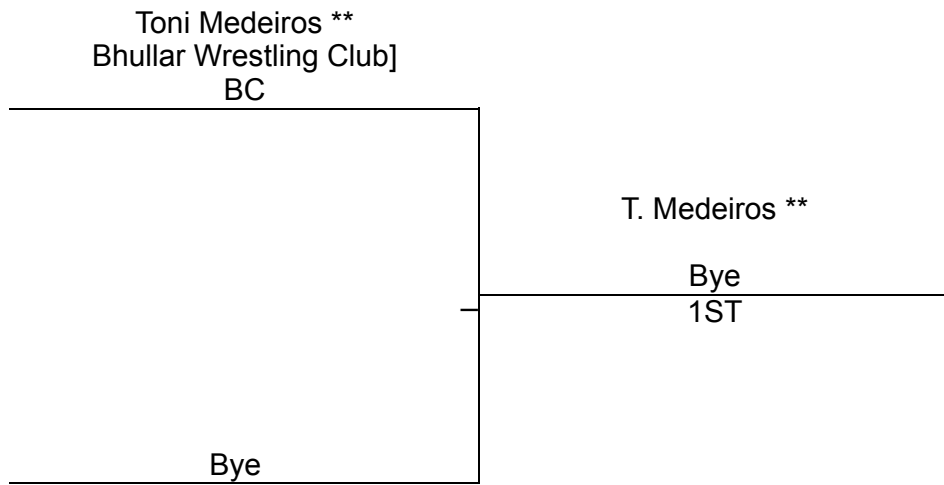 Toni Medeiros **
Bhullar Wrestling Club]
BC
T. Medeiros **
Bye
1ST
Bye